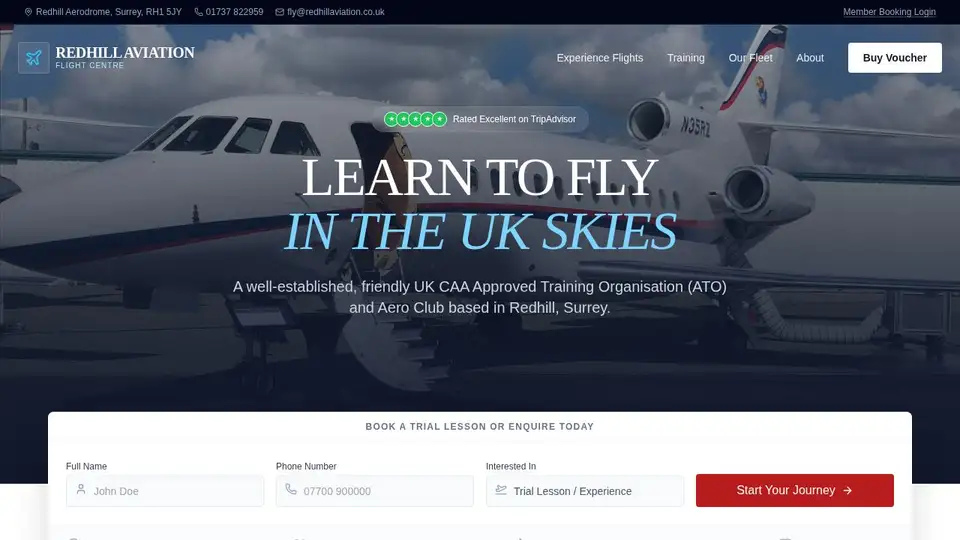 Redhill Aerodrome, Surrey, RH1 5JY
01737 822959
fly@redhillaviation.co.uk
Member Booking Login
REDHILL AVIATION
FLIGHT CENTRE
Experience Flights
Training
Our Fleet
About
Buy Voucher
Rated Excellent on TripAdvisor
N35RZ
LEARN TO FLY
IN THE UK SKIES
A well-established, friendly UK CAA Approved Training Organisation (ATO)
and Aero Club based in Redhill, Surrey.
BOOK A TRIAL LESSON OR ENQUIRE TODAY
Full Name
Phone Number
Interested In
John Doe
07700 900000
Trial Lesson / Experience
Start Your Journey